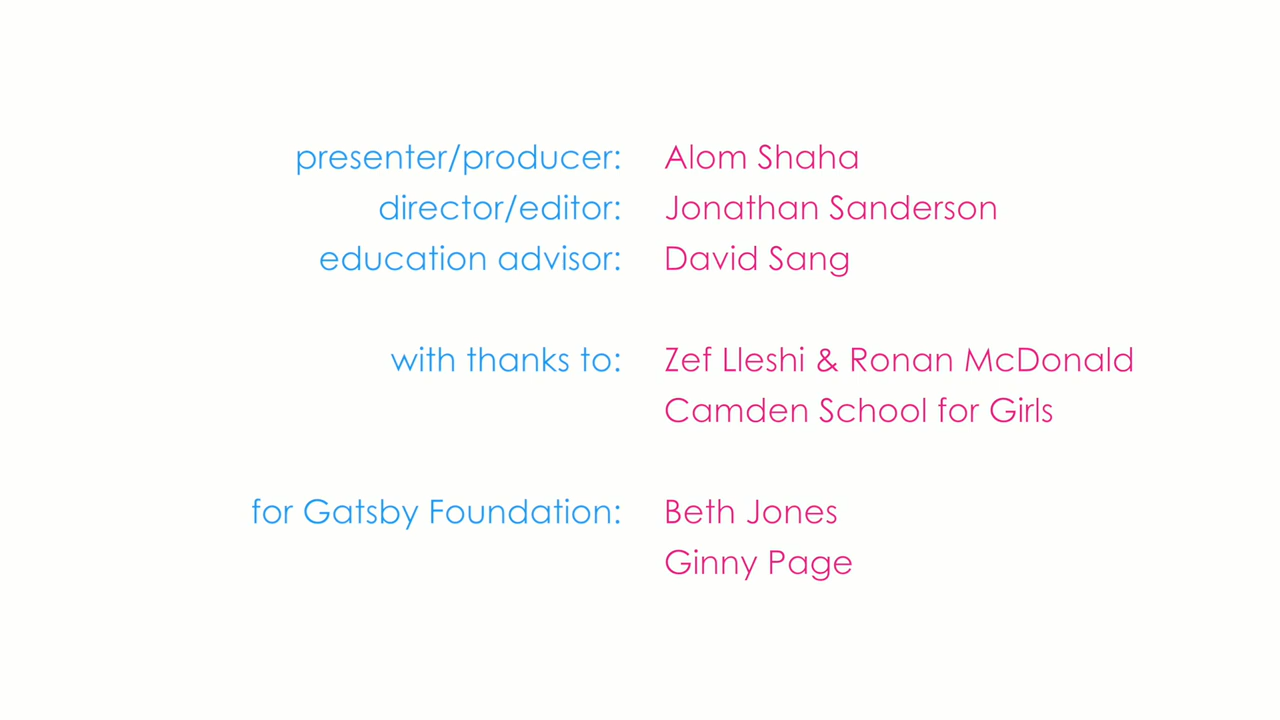 presenter/producer: Alom Shaha
director/editor: Jonathan Sanderson
education advisor: David Sang
with thanks to: Zef Lleshi & Ronan McDonald
Camden School for Girls
for Gatsby Foundation: Beth Jones
Ginny Page